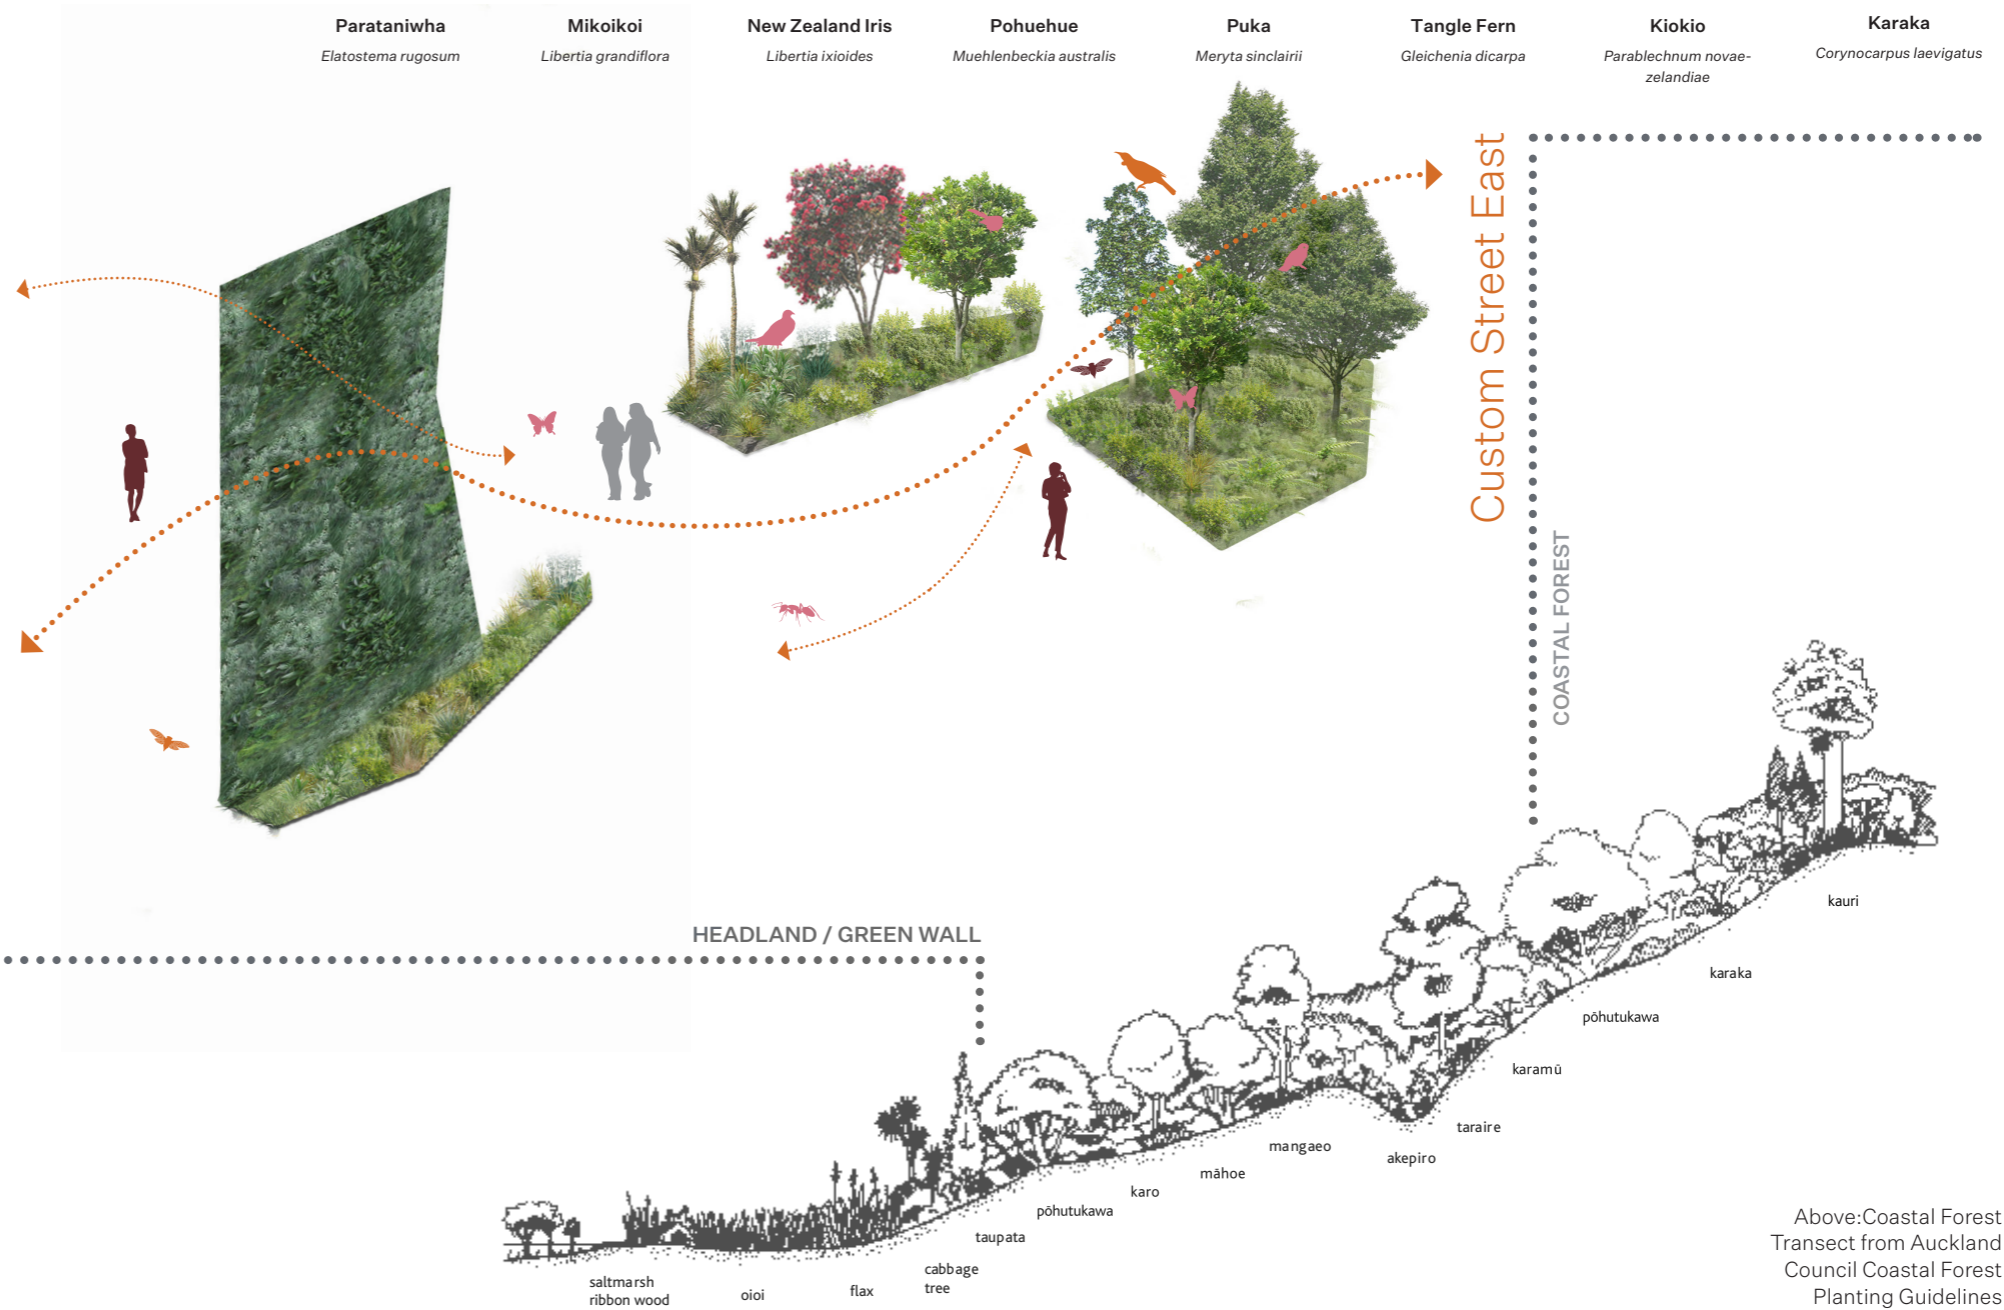 Parataniwha
Elatostema rugosum
Mikoikoi
Libertia grandiflora
New Zealand Iris
Libertia ixioides
Pohuehue
Muehlenbeckia australis
Puka
Meryta sinclairii
Tangle Fern
Gleichenia dicarpa
Kiokio
Parablechnum novae-
zelandiae
Karaka
Corynocarpus laevigatus
Custom Street East
COASTAL FOREST
HEADLAND / GREEN WALL
saltmarsh
ribbon wood
oioi
flax
cabbage
tree
taupata
pōhutukawa
karo
māhoe
mangaeo
akepiro
taraire
karamū
pōhutukawa
karaka
kauri
Above:Coastal Forest
Transect from Auckland
Council Coastal Forest
Planting Guidelines